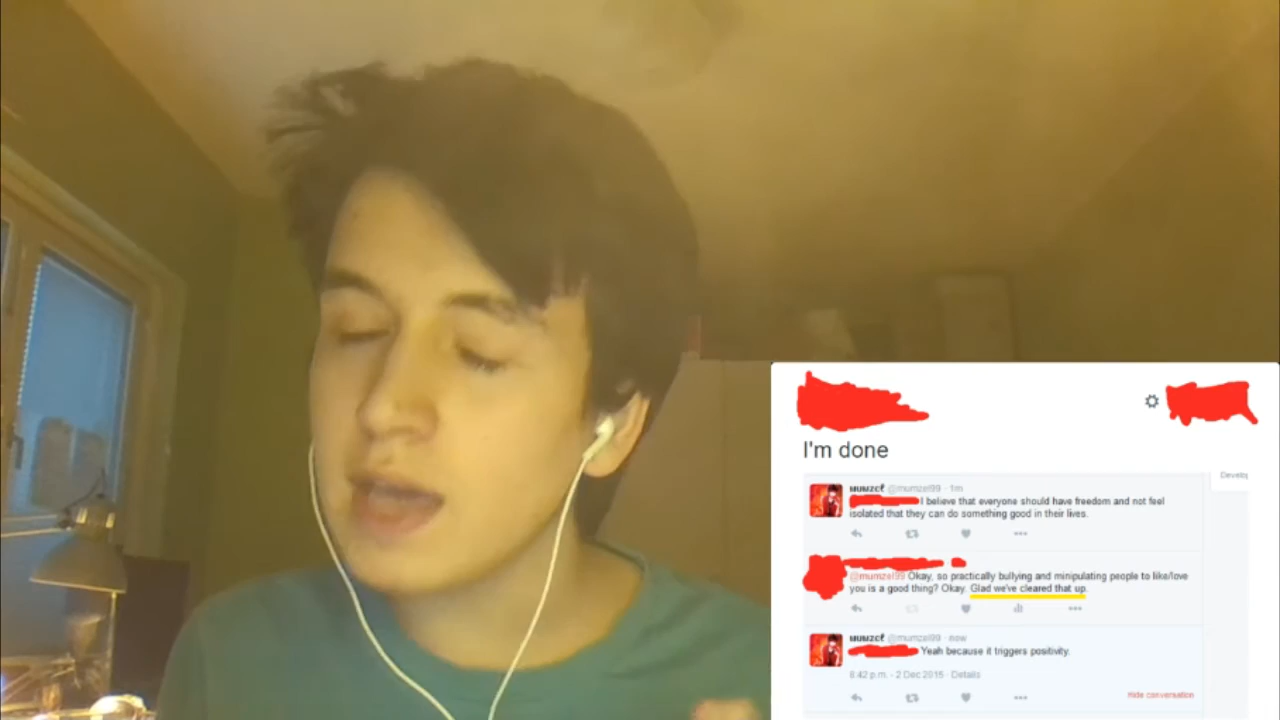 I'm done
Develop
@mumzel99 · 1m
I believe that everyone should have freedom and not feel
isolated that they can do something good in their lives.
@mumzel99 Okay, so practically bullying and minipulating people to like/love
you is a good thing? Okay. Glad we've cleared that up.
@mumzel99 · now
Yeah because it triggers positivity.
8:42 p.m. - 2 Dec 2015 · Details
Hide conversation